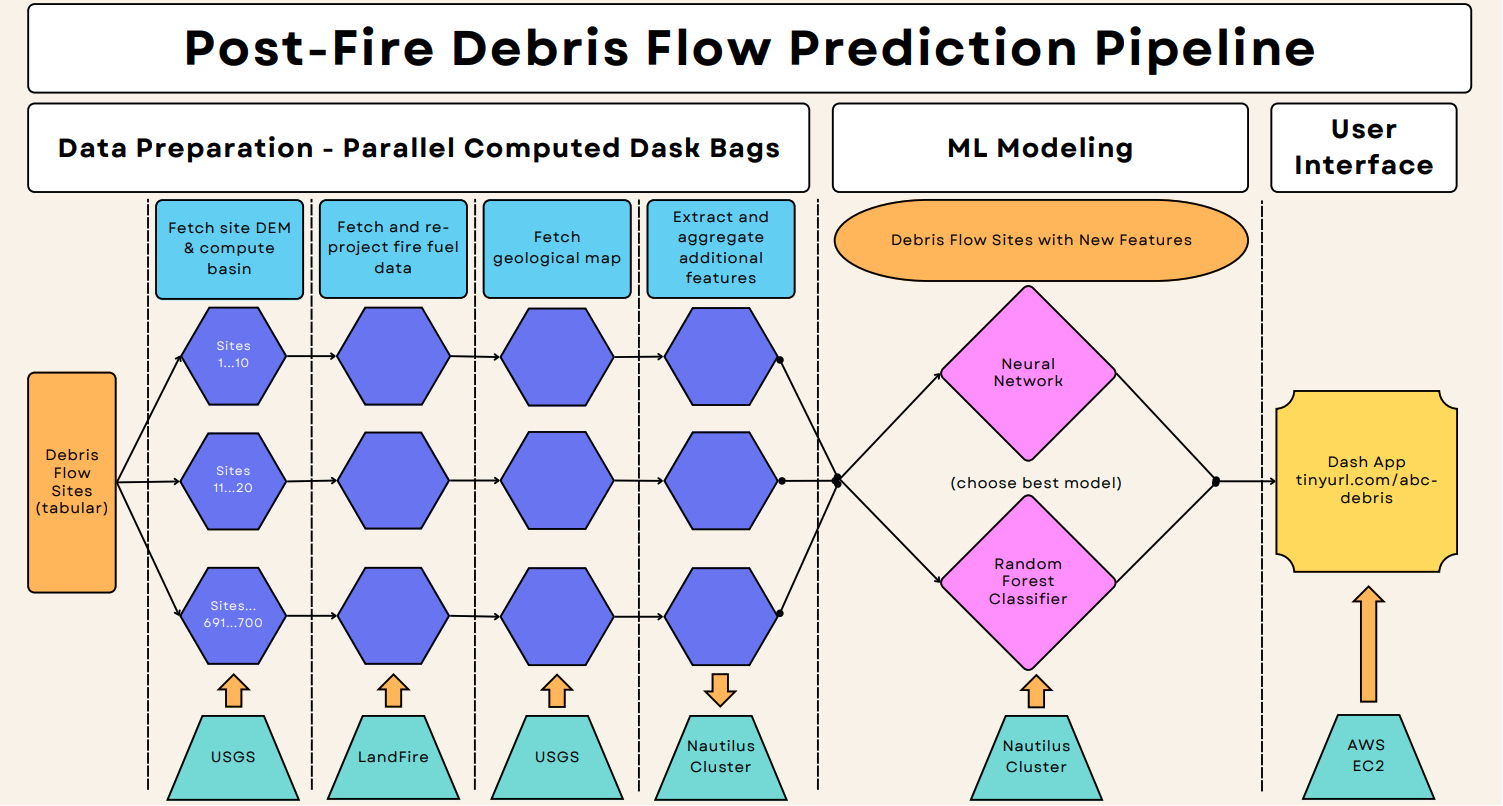 Post-Fire Debris Flow Prediction Pipeline
Data Preparation - Parallel Computed Dask Bags
ML Modeling
User
Interface
Fetch site DEM
& compute
basin
Fetch and re-
project fire fuel
data
Fetch
geological map
Extract and
aggregate
additional
features
Debris Flow Sites with New Features
Debris
Flow
Sites
(tabular)
Sites
1...10
Sites
11...20
Sites...
691...700
Neural
Network
(choose best model)
Random
Forest
Classifier
Dash App
tinyurl.com/abc-
debris
USGS
LandFire
USGS
Nautilus
Cluster
Nautilus
Cluster
AWS
EC2